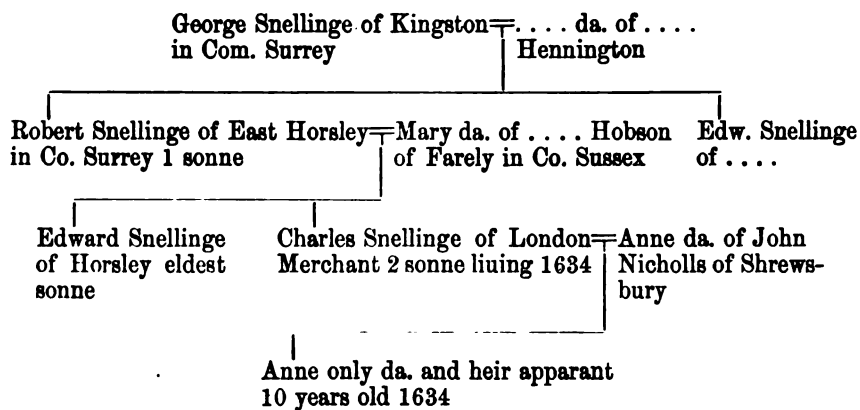 George Snellinge of Kingston=. . . . da. of . . . .
in Com. Surrey Hennington
Robert Snellinge of East Horsley=Mary da. of . . . . Hobson Edw. Snellinge
in Co. Surrey 1 sonne of Farely in Co. Sussex of . . . .
Edward Snellinge Charles Snellinge of London=Anne da. of John
of Horsley eldest Merchant 2 sonne liuing 1634 Nicholls of Shrews-
sonne bury
Anne only da. and heir apparant
10 years old 1634